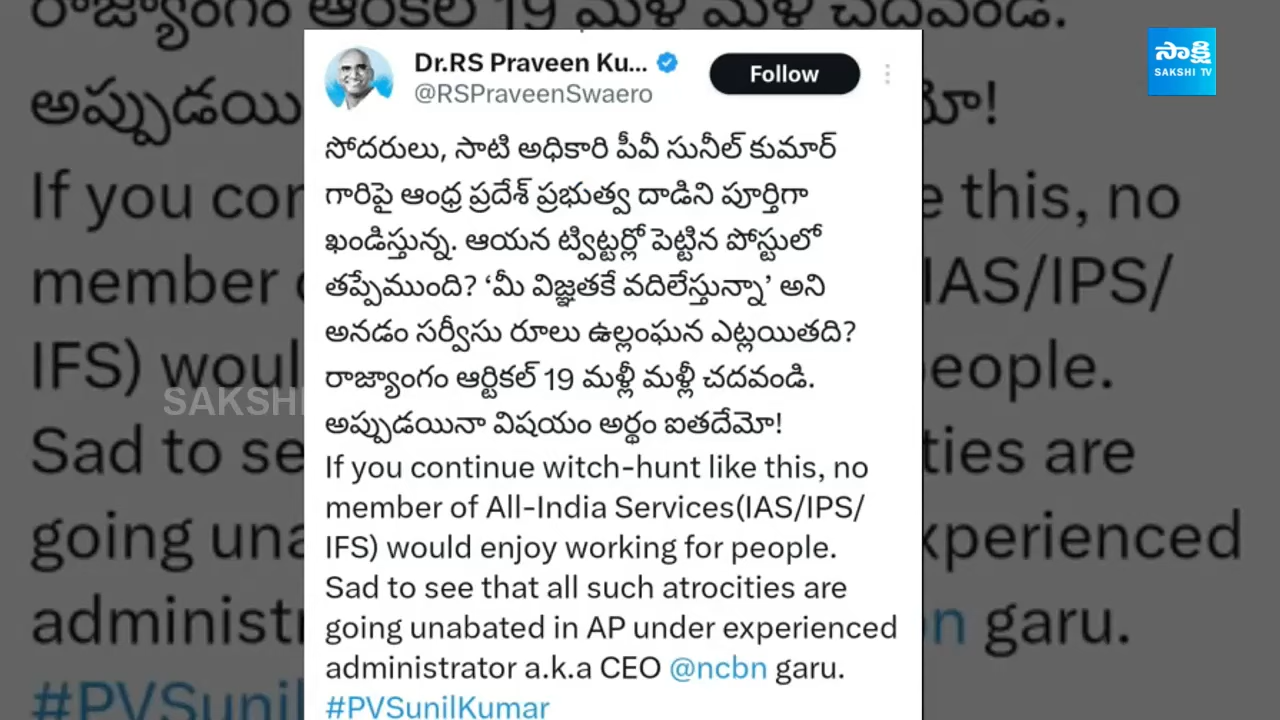 సాక్షి
SAKSHI TV
Dr.RS Praveen Ku...
Follow
@RSPraveenSwaero
సోదరులు, సాటి అధికారి పీవీ సునీల్ కుమార్
గారిపై ఆంధ్ర ప్రదేశ్ ప్రభుత్వ దాడిని పూర్తిగా
ఖండిస్తున్న. ఆయన ట్విట్టర్లో పెట్టిన పోస్టులో
తప్పేముంది? ‘మీ విజ్ఞతకే వదిలేస్తున్నా’ అని
అనడం సర్వీసు రూలు ఉల్లంఘన ఎట్లయితది?
రాజ్యాంగం ఆర్టికల్ 19 మళ్లీ మళ్లీ చదవండి.
అప్పుడయినా విషయం అర్థం ఐతదేమో!
If you continue witch-hunt like this, no
member of All-India Services(IAS/IPS/
IFS) would enjoy working for people.
Sad to see that all such atrocities are
going unabated in AP under experienced
administrator a.k.a CEO @ncbn garu.
#PVSunilKumar